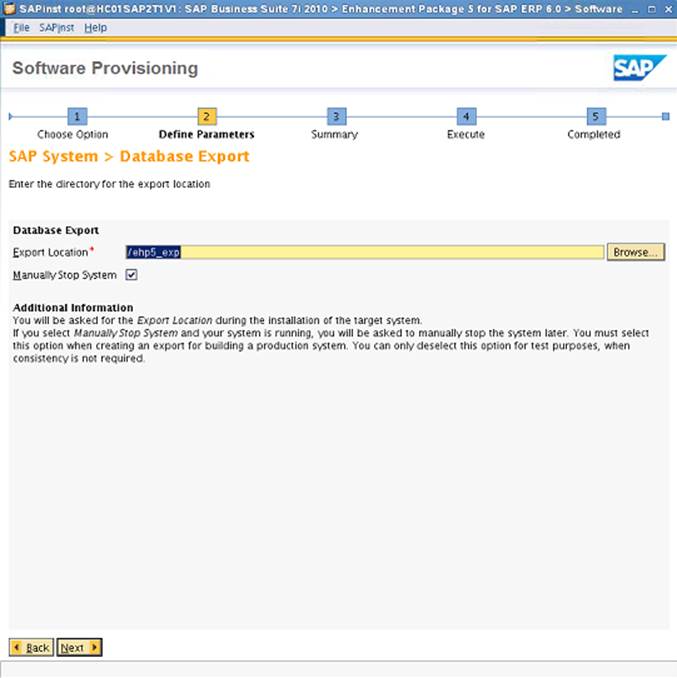 SAPinst root@HC01SAP2T1V1: SAP Business Suite 7i 2010 > Enhancement Package 5 for SAP ERP 6.0 > Software
File SAPinst Help
Software Provisioning
SAP
1 2 3 4 5
Choose Option Define Parameters Summary Execute Completed
SAP System > Database Export
Enter the directory for the export location
Database Export
Export Location* /ehp5_exp Browse...
Manually Stop System
Additional Information
You will be asked for the Export Location during the installation of the target system.
If you select Manually Stop System and your system is running, you will be asked to manually stop the system later. You must select
this option when creating an export for building a production system. You can only deselect this option for test purposes, when
consistency is not required.
Back Next